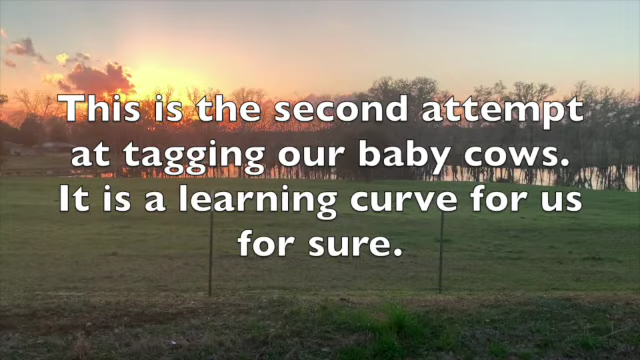 This is the second attempt
at tagging our baby cows.
It is a learning curve for us
for sure.